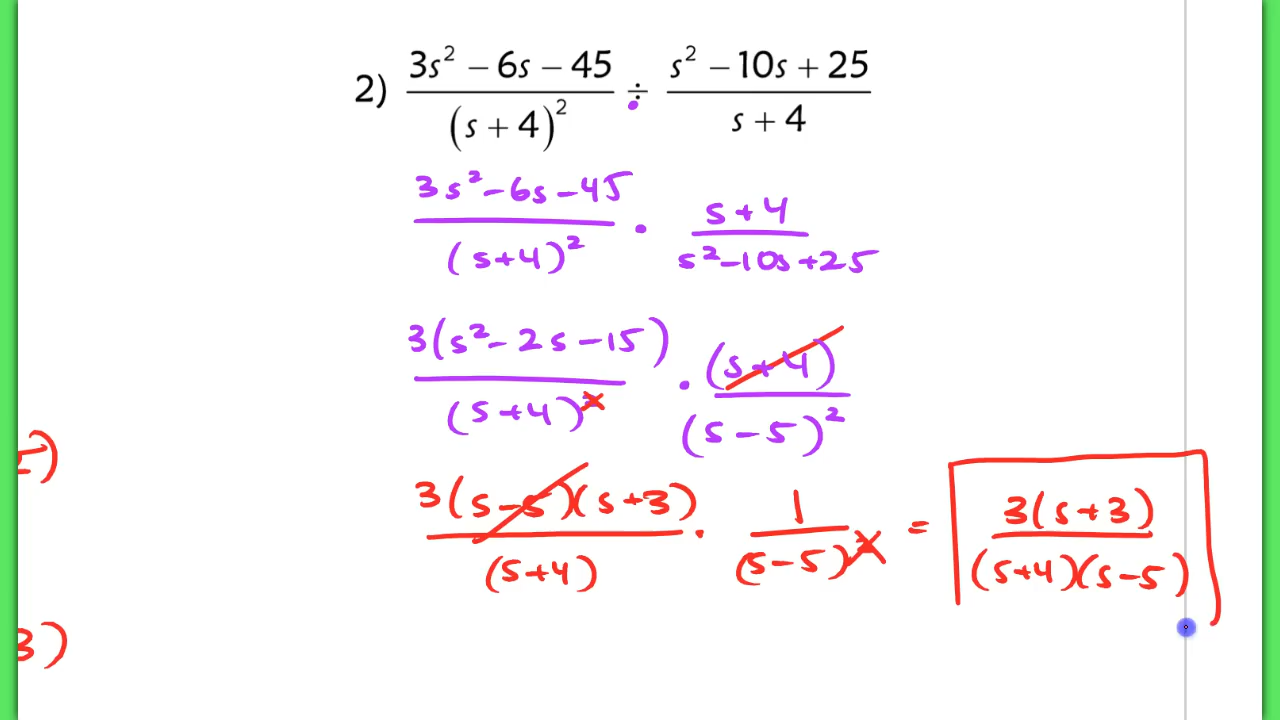 2) (3s² − 6s − 45)/(s + 4)² ÷ (s² − 10s + 25)/(s + 4)
(3s² − 6s − 45)/(s+4)² · (s+4)/(s² − 10s + 25)
3(s² − 2s − 15)/(s+4)² · (s+4)/(s − 5)²
3(s − 5)(s+3)/(s+4) · 1/(s − 5)² = 3(s+3)/((s+4)(s − 5))
3)